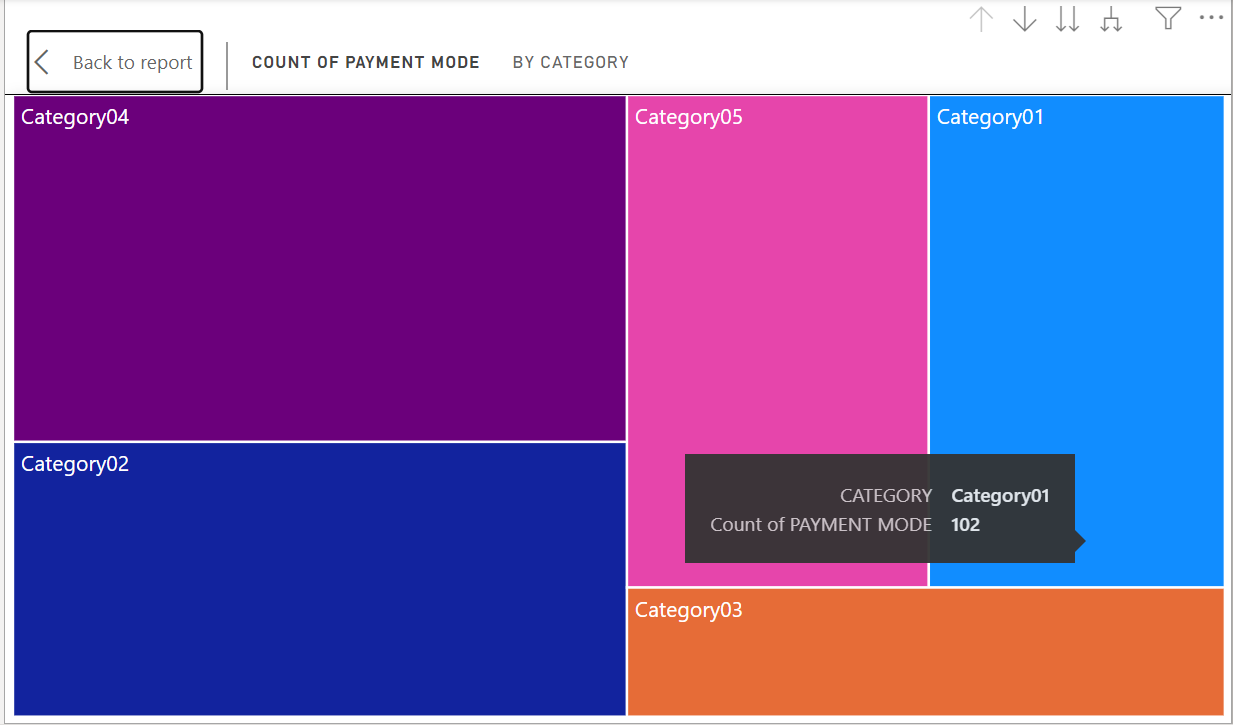 Back to report
COUNT OF PAYMENT MODE BY CATEGORY
Category04
Category05
Category01
Category02
CATEGORY Category01
Count of PAYMENT MODE 102
Category03